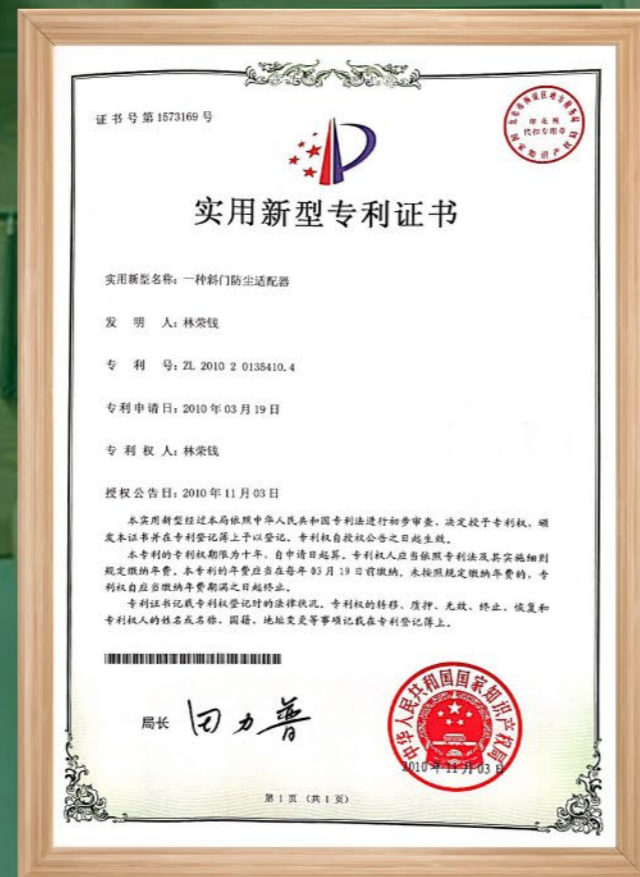 证书号第1573169号
印花税
代扣专用章
国家知识产权局
实用新型专利证书
实用新型名称：一种斜门防尘适配器
发 明 人：林荣钱
专 利 号：ZL 2010 2 0135410.4
专利申请日：2010年03月19日
专 利 权 人：林荣钱
授权公告日：2010年11月03日
本实用新型经过本局依照中华人民共和国专利法进行初步审查，决定授予专利权，颁
发本证书并在专利登记簿上予以登记。专利权自授权公告之日起生效。
本专利的专利权期限为十年，自申请日起算。专利权人应当依照专利法及其实施细则
规定缴纳年费。本专利的年费应当在每年03月19日前缴纳。未按照规定缴纳年费的，专
利权自应当缴纳年费期满之日起终止。
专利证书记载专利权登记时的法律状况。专利权的转移、质押、无效、终止、恢复和
专利权人的姓名或名称、国籍、地址变更等事项记载在专利登记簿上。
局长 田力普
中华人民共和国国家知识产权局
2010年11月03日
第1页（共1页）